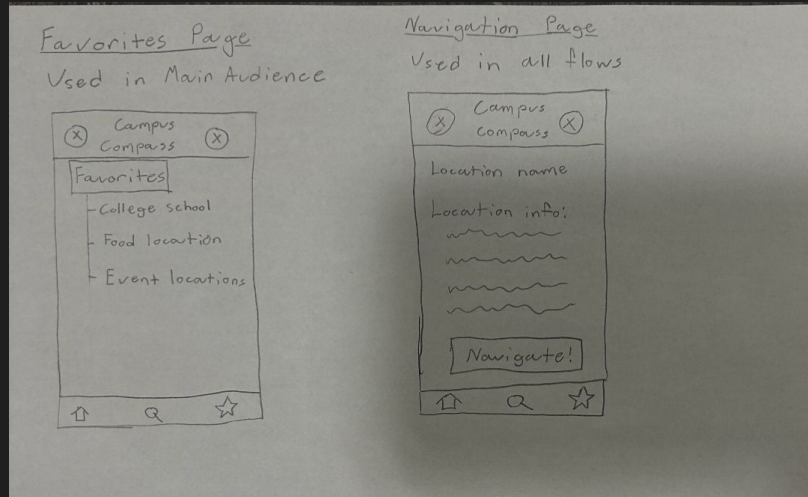 Favorites Page
Used in Main Audience
X
Campus
Compass
X
Favorites
College school
Food location
Event locations
Navigation Page
Used in all flows
X
Campus
Compass
X
Location name
Location info:
Navigate!